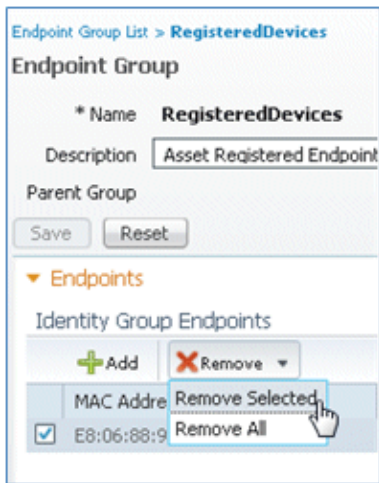 Endpoint Group List > RegisteredDevices
Endpoint Group
* Name RegisteredDevices
Description Asset Registered Endpoint
Parent Group
Save Reset
Endpoints
Identity Group Endpoints
Add Remove
MAC Addre Remove Selected
E8:06:88:9 Remove All